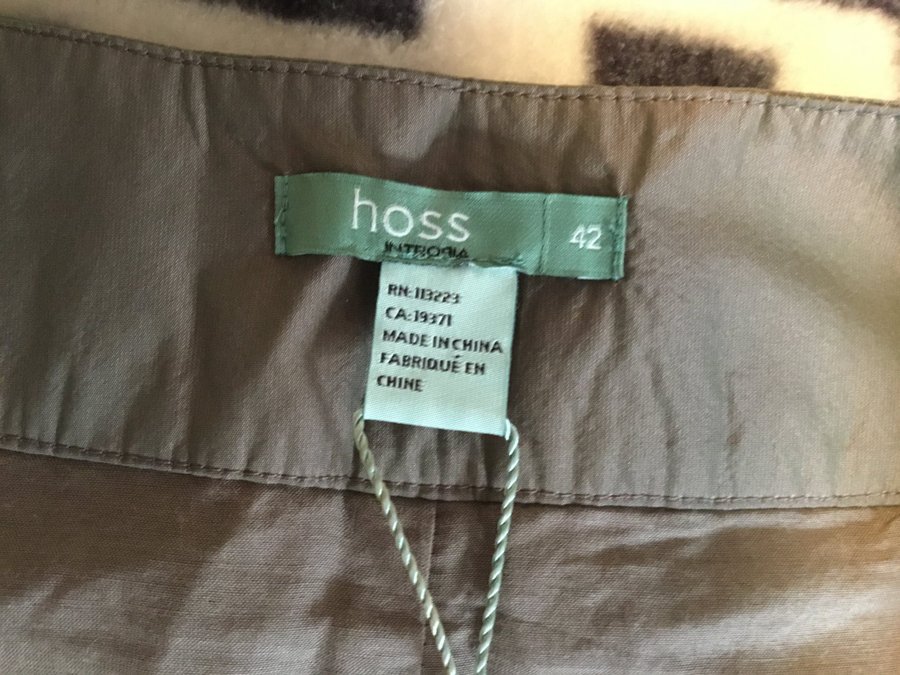 hoss
INTROPIA
42
RN:113223
CA:19371
MADE IN CHINA
FABRIQUÉ EN
CHINE